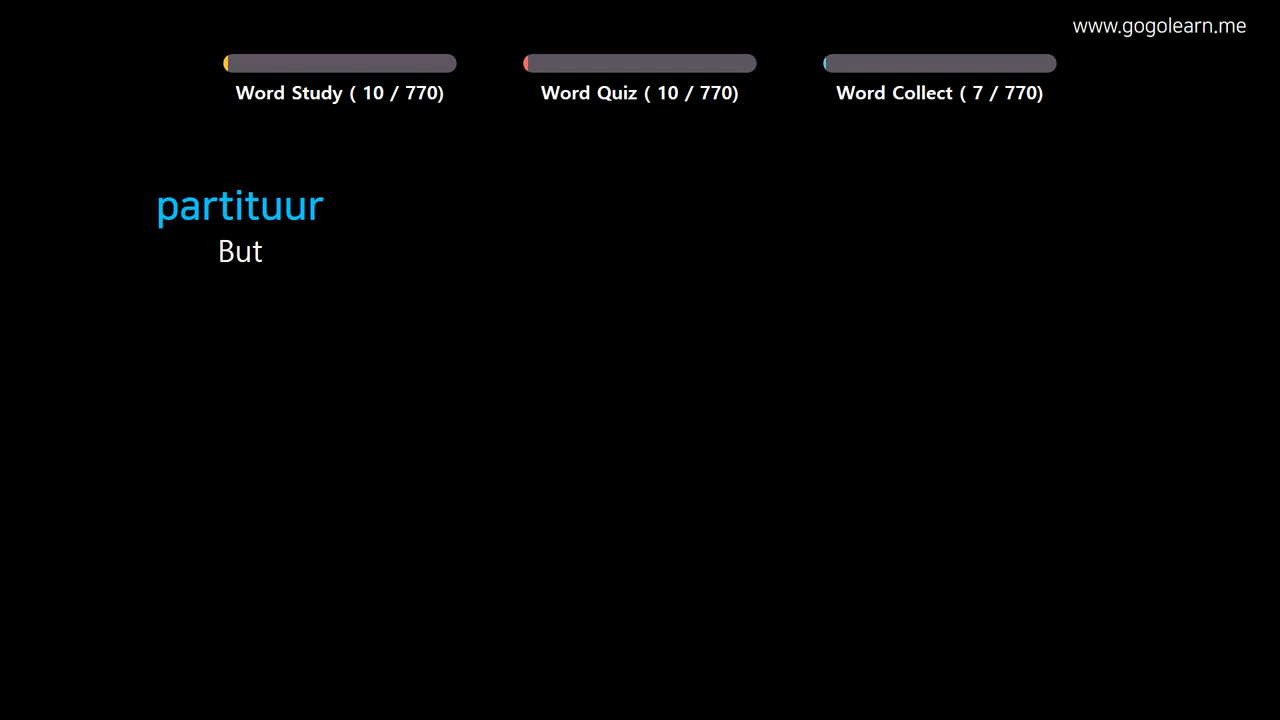 www.gogolearn.me
Word Study ( 10 / 770)
Word Quiz ( 10 / 770)
Word Collect ( 7 / 770)
partituur
But